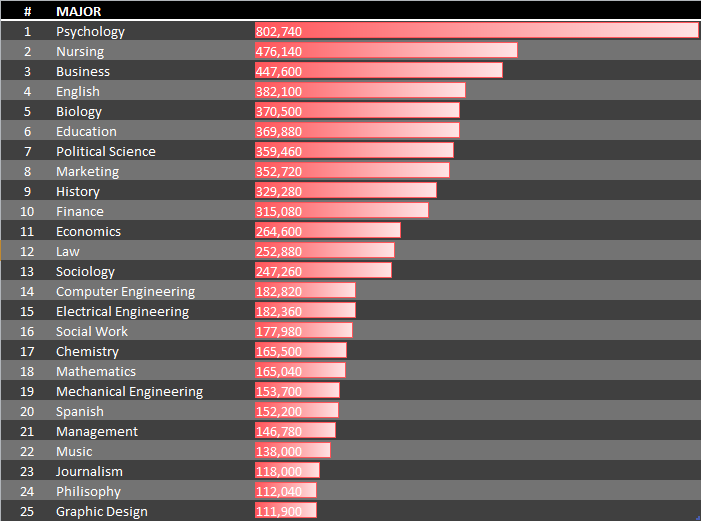 # MAJOR
1 Psychology 802,740
2 Nursing 476,140
3 Business 447,600
4 English 382,100
5 Biology 370,500
6 Education 369,880
7 Political Science 359,460
8 Marketing 352,720
9 History 329,280
10 Finance 315,080
11 Economics 264,600
12 Law 252,880
13 Sociology 247,260
14 Computer Engineering 182,820
15 Electrical Engineering 182,360
16 Social Work 177,980
17 Chemistry 165,500
18 Mathematics 165,040
19 Mechanical Engineering 153,700
20 Spanish 152,200
21 Management 146,780
22 Music 138,000
23 Journalism 118,000
24 Philisophy 112,040
25 Graphic Design 111,900